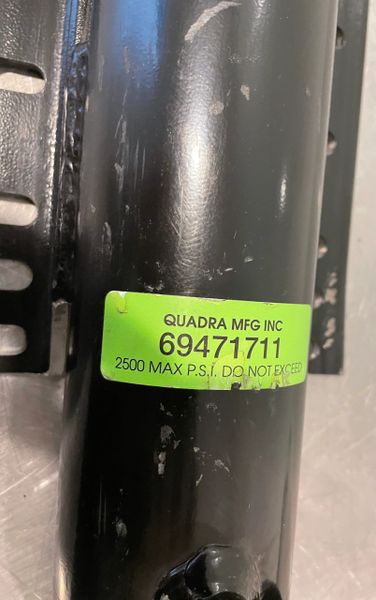 QUADRA MFG INC
69471711
2500 MAX P.S.I. DO NOT EXCEED